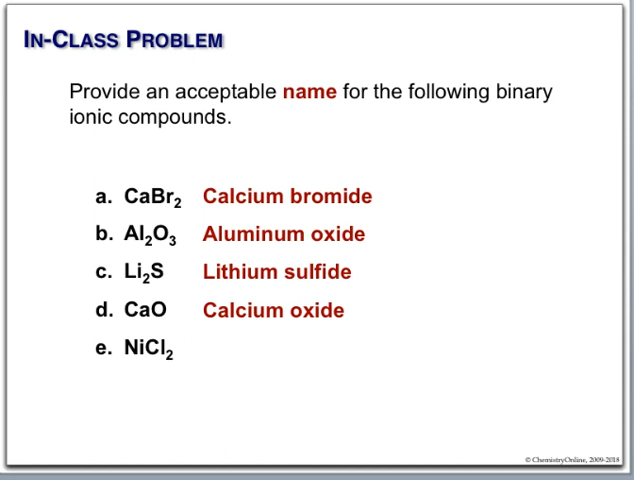 IN-CLASS PROBLEM
Provide an acceptable name for the following binary
ionic compounds.
a. CaBr₂ Calcium bromide
b. Al₂O₃ Aluminum oxide
c. Li₂S Lithium sulfide
d. CaO Calcium oxide
e. NiCl₂
© ChemistryOnline, 2009-2018